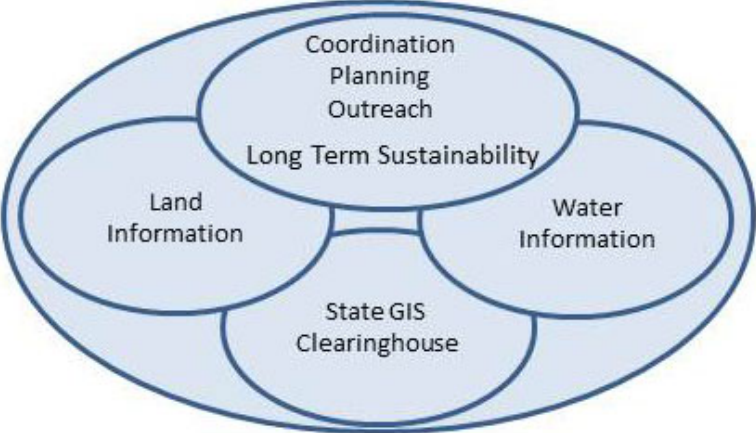 Coordination
Planning
Outreach
Long Term Sustainability
Land
Information
Water
Information
State GIS
Clearinghouse